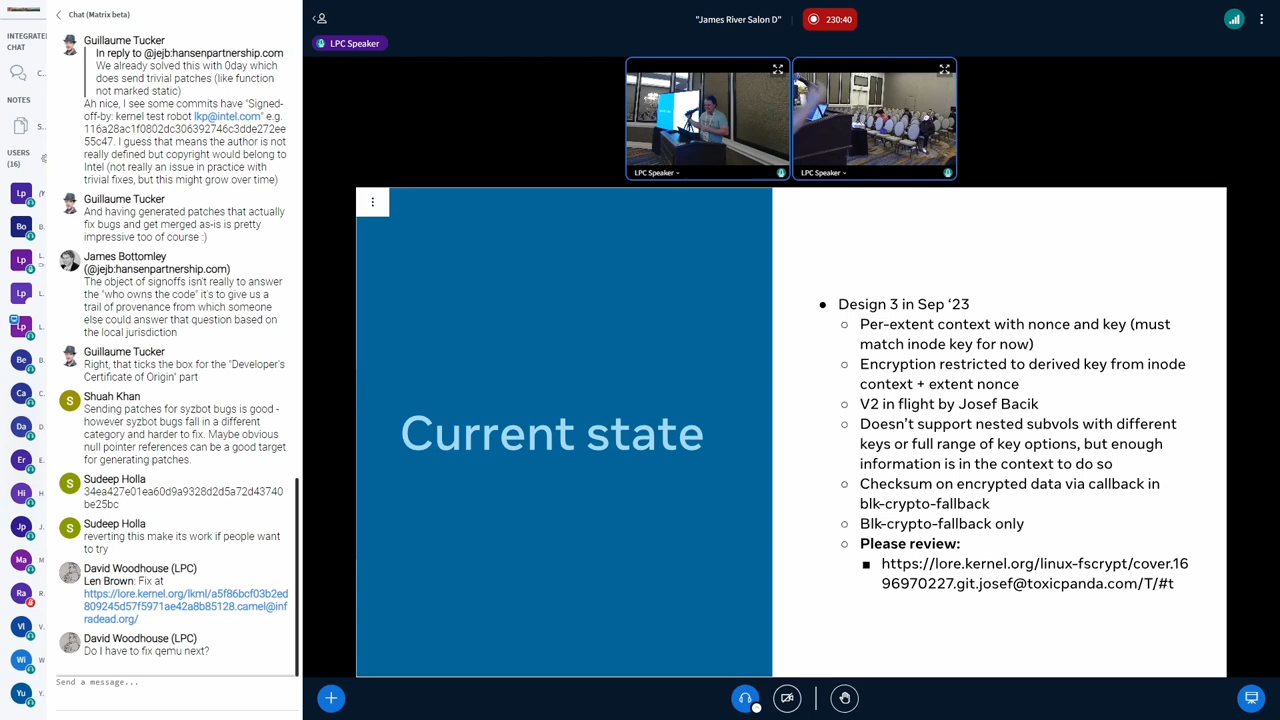 Chat (Matrix beta)
INTEGRATE
CHAT
C.
NOTES
S..
USERS
(16)
Lp
Bo
B.
Lp
L.
Lp
L.
Lp
L.
Be
B.
Ca
C.
Da
D.
Er
E.
Hi
H.
Jp
J.
Ma
M.
Ra
R.
Vl
V.
Wi
W.
Yu
Y.
Guillaume Tucker
In reply to @jejb:hansenpartnership.com
We already solved this with 0day which
does send trivial patches (like function
not marked static)
Ah nice, I see some commits have "Signed-
off-by: kernel test robot lkp@intel.com" e.g.
116a28ac1f0802dc306392746c3dde272ee
55c47. I guess that means the author is not
really defined but copyright would belong to
Intel (not really an issue in practice with
trivial fixes, but this might grow over time)
Guillaume Tucker
And having generated patches that actually
fix bugs and get merged as-is is pretty
impressive too of course :)
James Bottomley
(@jejb:hansenpartnership.com)
The object of signoffs isn't really to answer
the "who owns the code" it's to give us a
trail of provenance from which someone
else could answer that question based on
the local jurisdiction
Guillaume Tucker
Right, that ticks the box for the "Developer's
Certificate of Origin" part
S
Shuah Khan
Sending patches for syzbot bugs is good -
however syzbot bugs fall in a different
category and harder to fix. Maybe obvious
null pointer references can be a good target
for generating patches.
S
Sudeep Holla
34ea427e01ea60d9a9328d2d5a72d43740
be25bc
S
Sudeep Holla
reverting this make its work if people want
to try
David Woodhouse (LPC)
Len Brown: Fix at
https://lore.kernel.org/lkml/a5f86bcf03b2ed
809245d57f5971ae42a8b85128.camel@inf
radead.org/
David Woodhouse (LPC)
Do I have to fix qemu next?
Send a message...
"James River Salon D"
230:40
LPC Speaker
LPC Speaker
LPC Speaker
Current state
● Design 3 in Sep ‘23
○ Per-extent context with nonce and key (must
match inode key for now)
○ Encryption restricted to derived key from inode
context + extent nonce
○ V2 in flight by Josef Bacik
○ Doesn’t support nested subvols with different
keys or full range of key options, but enough
information is in the context to do so
○ Checksum on encrypted data via callback in
blk-crypto-fallback
○ Blk-crypto-fallback only
○ Please review:
■ https://lore.kernel.org/linux-fscrypt/cover.16
96970227.git.josef@toxicpanda.com/T/#t